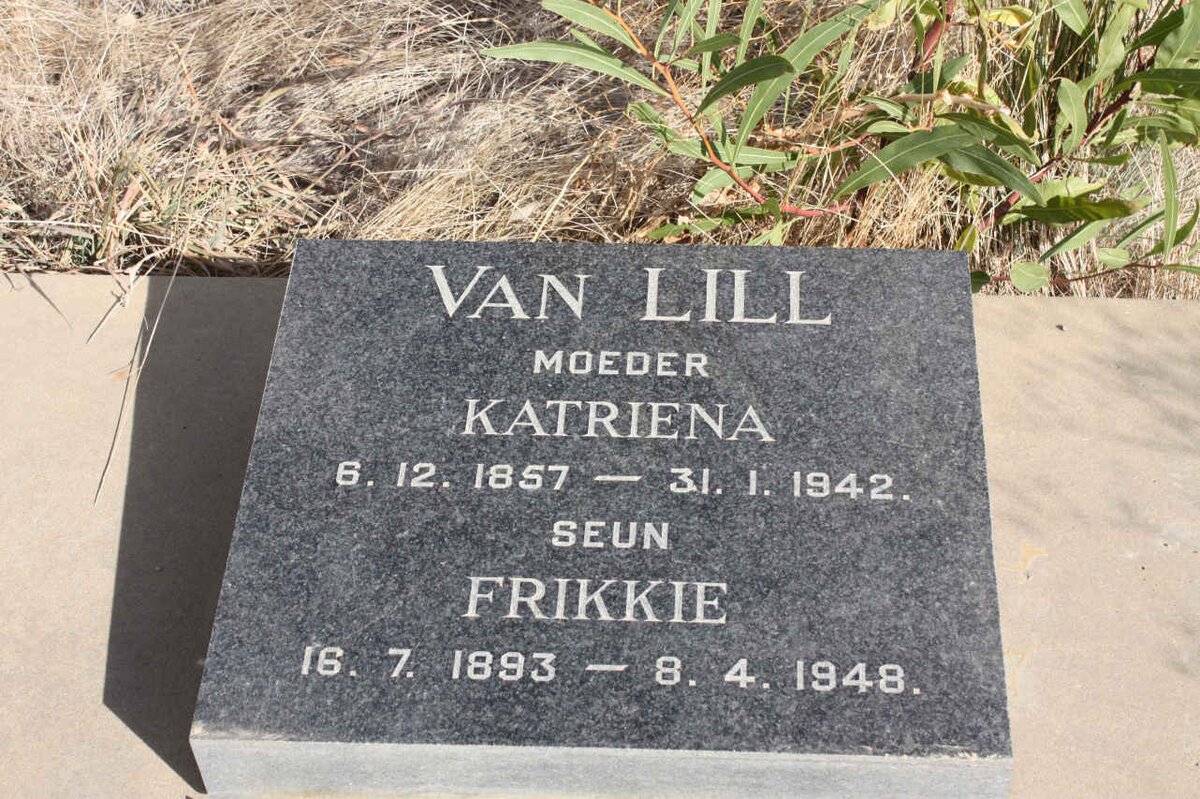 VAN LILL
MOEDER
KATRIENA
6. 12. 1857 — 31. 1. 1942.
SEUN
FRIKKIE
16. 7. 1893 — 8. 4. 1948.